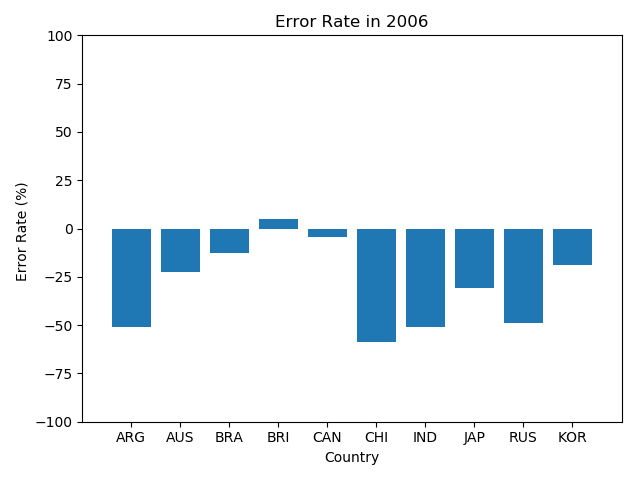 Error Rate in 2006
100
75
50
25
0
−25
−50
−75
−100
Error Rate (%)
ARG AUS BRA BRI CAN CHI IND JAP RUS KOR
Country